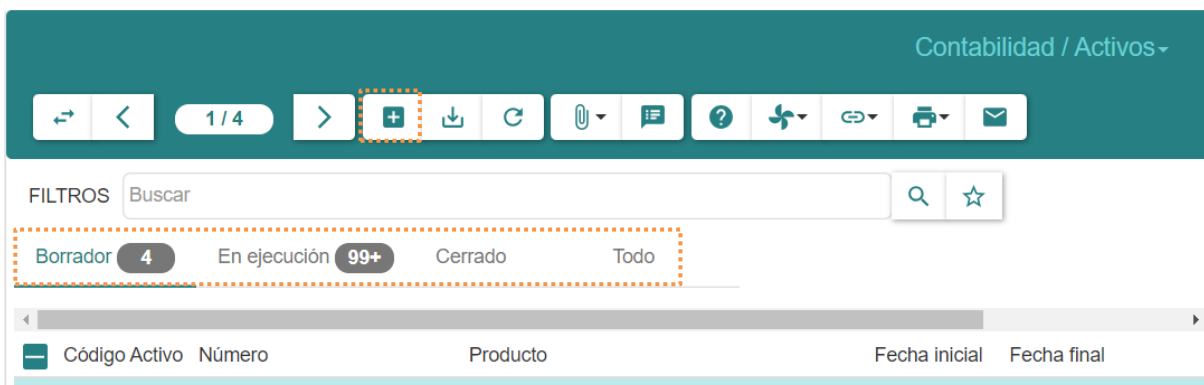 Contabilidad / Activos
1 / 4
FILTROS Buscar
Borrador 4 En ejecución 99+ Cerrado Todo
Código Activo Número Producto Fecha inicial Fecha final